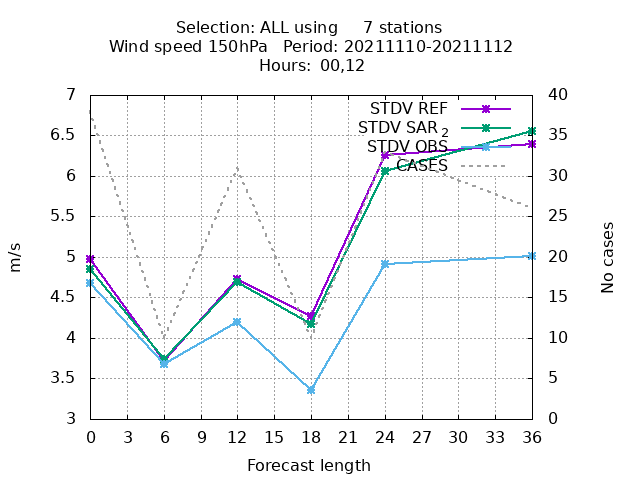 Selection: ALL using     7 stations
Wind speed 150hPa   Period: 20211110-20211112
Hours: 00,12
7
6.5
6
5.5
5
4.5
4
3.5
3
m/s
STDV REF
STDV SAR 2
STDV OBS
CASES
40
35
30
25
20
15
10
5
0
No cases
0 3 6 9 12 15 18 21 24 27 30 33 36
Forecast length